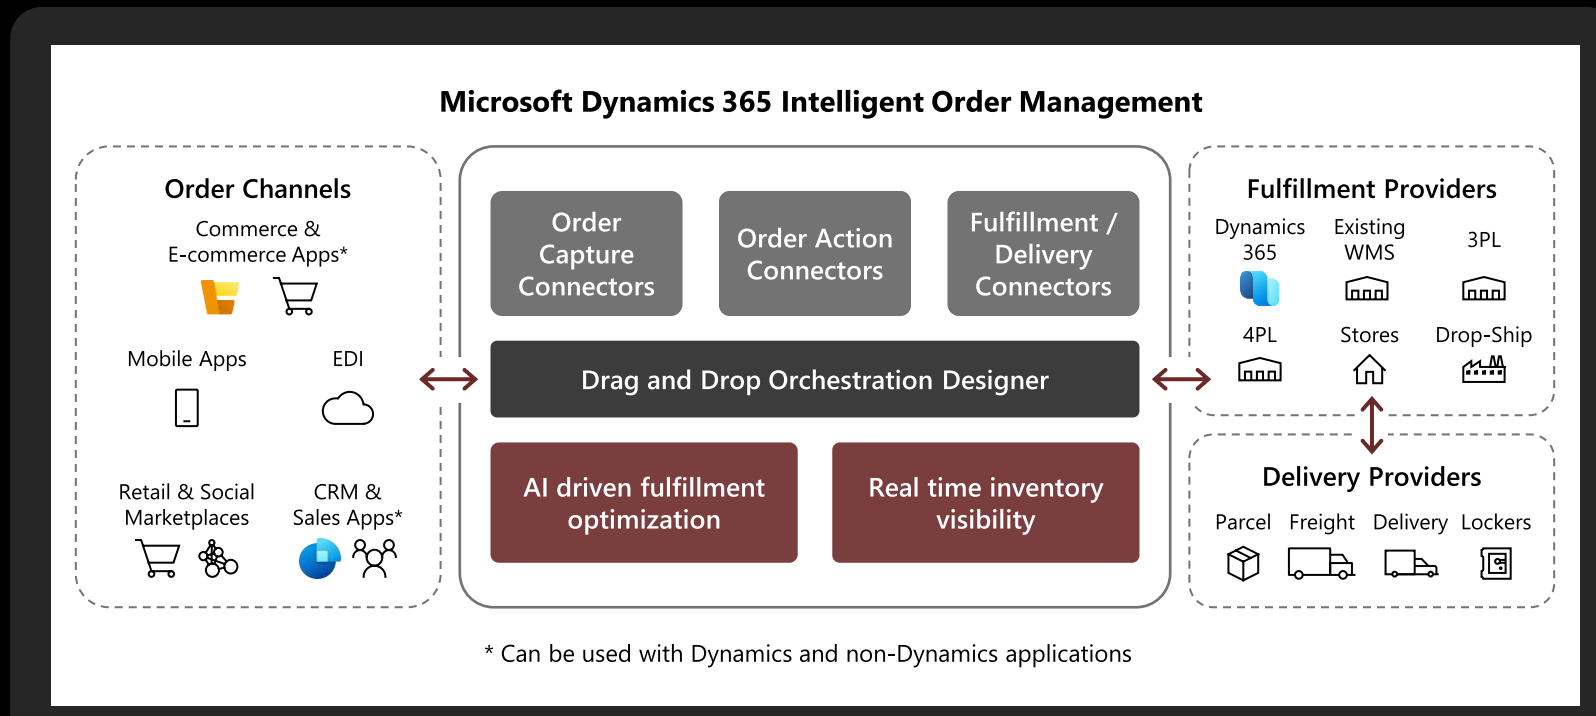 Microsoft Dynamics 365 Intelligent Order Management
Order Channels
Commerce &
E-commerce Apps*
Mobile Apps
EDI
Retail & Social
Marketplaces
CRM &
Sales Apps*
Order
Capture
Connectors
Order Action
Connectors
Fulfillment /
Delivery
Connectors
Drag and Drop Orchestration Designer
AI driven fulfillment
optimization
Real time inventory
visibility
Fulfillment Providers
Dynamics
365
Existing
WMS
3PL
4PL
Stores
Drop-Ship
Delivery Providers
Parcel
Freight
Delivery
Lockers
* Can be used with Dynamics and non-Dynamics applications